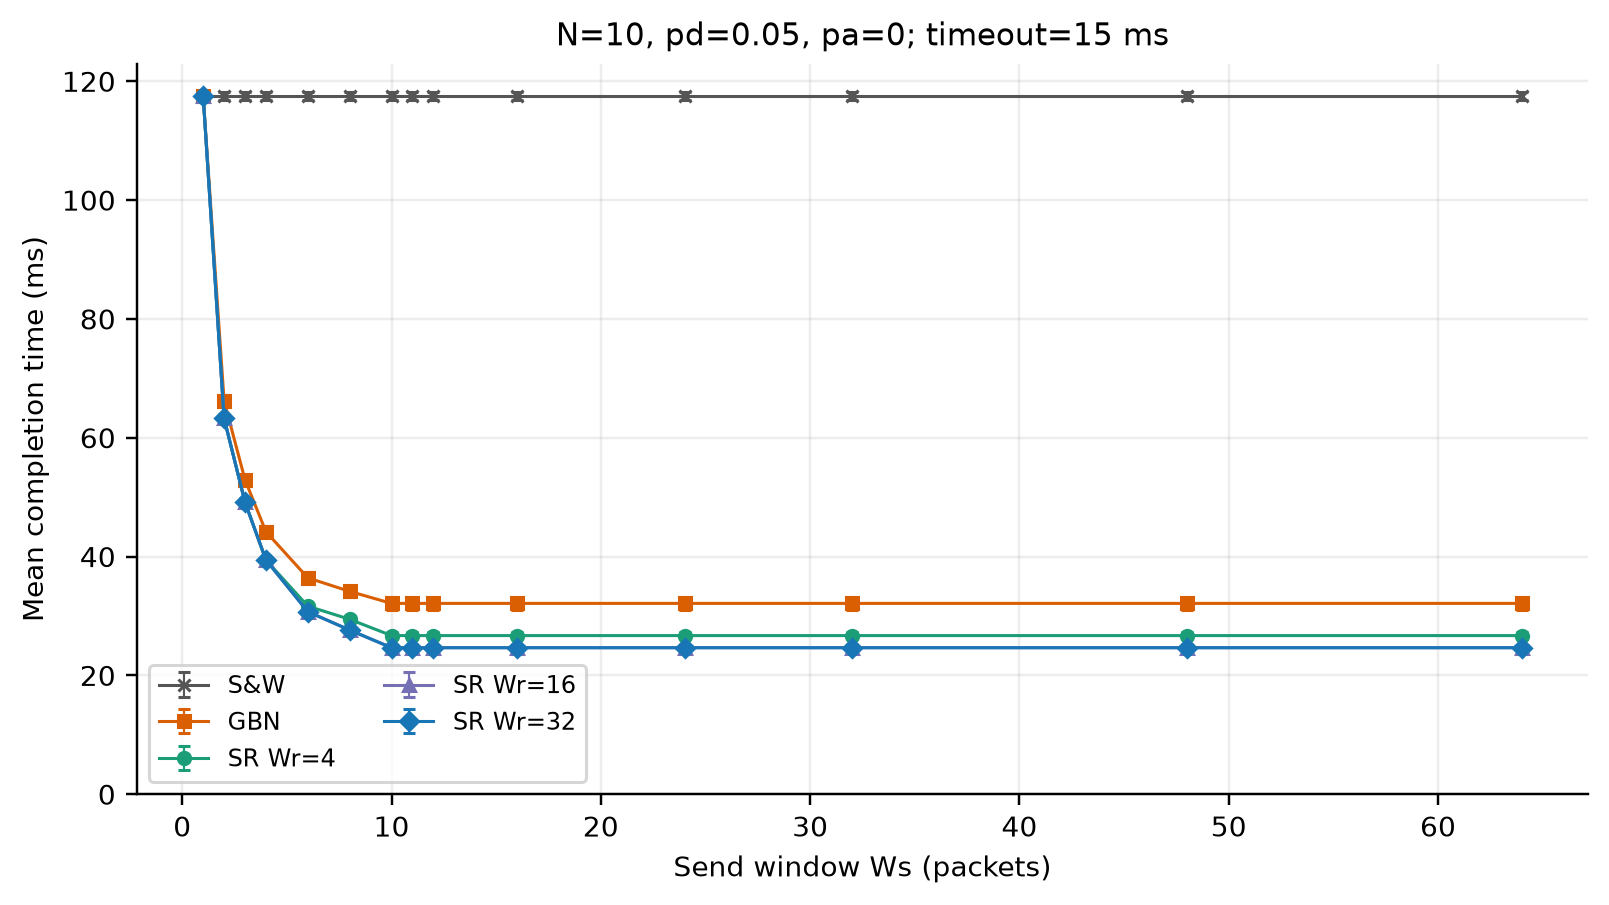 N=10, pd=0.05, pa=0; timeout=15 ms
Mean completion time (ms)
120
100
80
60
40
20
0
S&W
GBN
SR Wr=4
SR Wr=16
SR Wr=32
0 10 20 30 40 50 60
Send window Ws (packets)